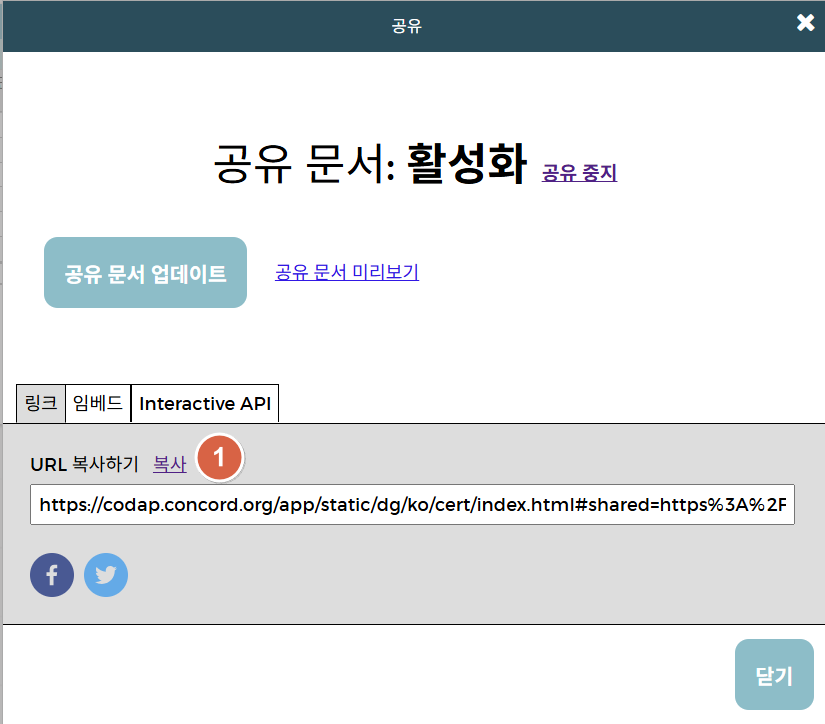 공유
공유 문서: 활성화 공유 중지
공유 문서 업데이트 공유 문서 미리보기
링크 임베드 Interactive API
URL 복사하기 복사 1
https://codap.concord.org/app/static/dg/ko/cert/index.html#shared=https%3A%2F
닫기